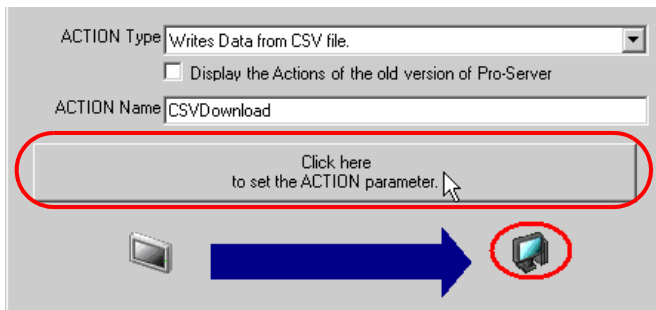 ACTION Type Writes Data from CSV file.
Display the Actions of the old version of Pro-Server
ACTION Name CSVDownload
Click here
to set the ACTION parameter.